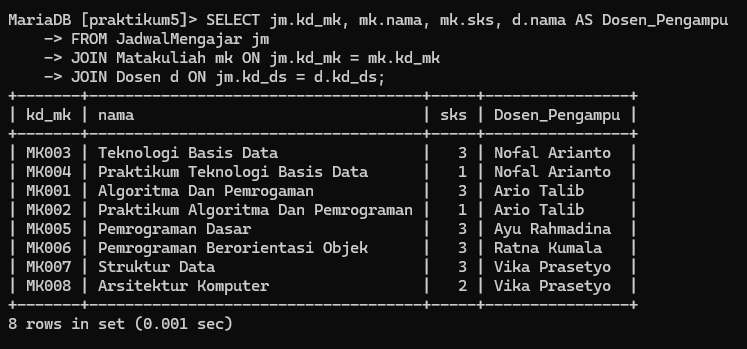 MariaDB [praktikum5]> SELECT jm.kd_mk, mk.nama, mk.sks, d.nama AS Dosen_Pengampu
    -> FROM JadwalMengajar jm
    -> JOIN Matakuliah mk ON jm.kd_mk = mk.kd_mk
    -> JOIN Dosen d ON jm.kd_ds = d.kd_ds;
+-------+-------------------------------------+-----+----------------+
| kd_mk | nama                                | sks | Dosen_Pengampu |
+-------+-------------------------------------+-----+----------------+
| MK003 | Teknologi Basis Data                |   3 | Nofal Arianto  |
| MK004 | Praktikum Teknologi Basis Data      |   1 | Nofal Arianto  |
| MK001 | Algoritma Dan Pemrogaman            |   3 | Ario Talib     |
| MK002 | Praktikum Algoritma Dan Pemrograman |   1 | Ario Talib     |
| MK005 | Pemrograman Dasar                   |   3 | Ayu Rahmadina  |
| MK006 | Pemrograman Berorientasi Objek      |   3 | Ratna Kumala   |
| MK007 | Struktur Data                       |   3 | Vika Prasetyo  |
| MK008 | Arsitektur Komputer                 |   2 | Vika Prasetyo  |
+-------+-------------------------------------+-----+----------------+
8 rows in set (0.001 sec)